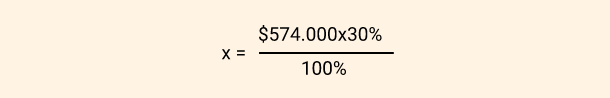 $574.000x30%
x =
100%